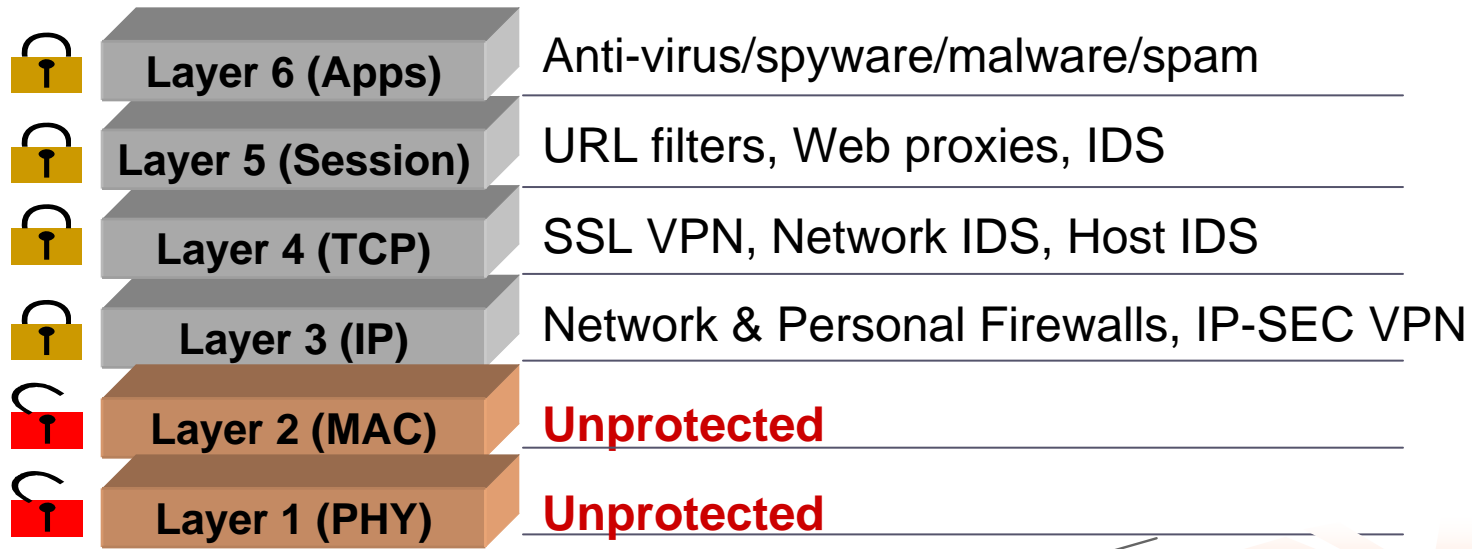 Layer 6 (Apps) Anti-virus/spyware/malware/spam
Layer 5 (Session) URL filters, Web proxies, IDS
Layer 4 (TCP) SSL VPN, Network IDS, Host IDS
Layer 3 (IP) Network & Personal Firewalls, IP-SEC VPN
Layer 2 (MAC) Unprotected
Layer 1 (PHY) Unprotected